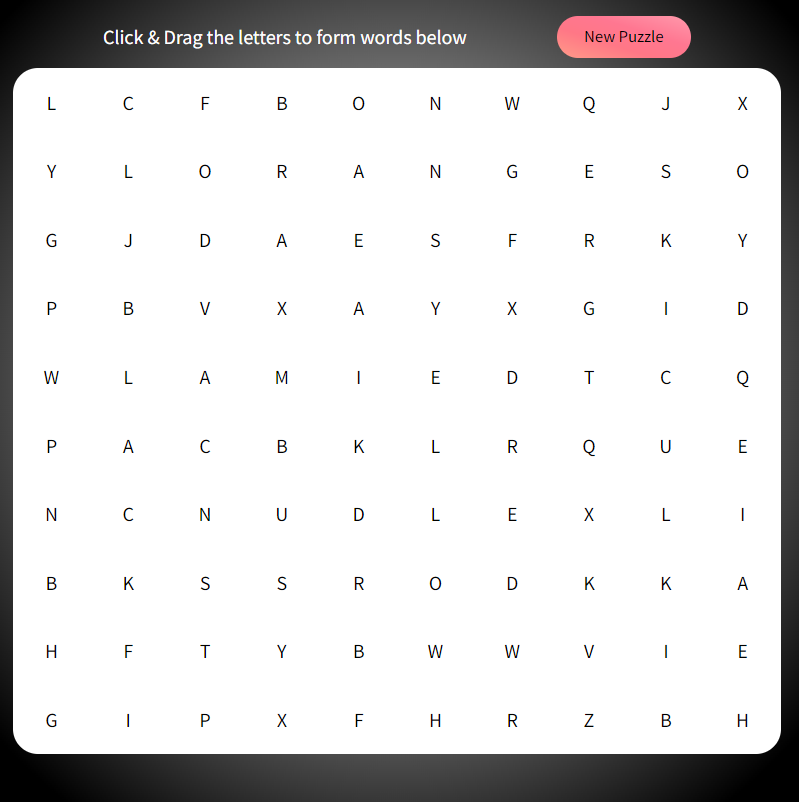 Click & Drag the letters to form words below
New Puzzle
L C F B O N W Q J X
Y L O R A N G E S O
G J D A E S F R K Y
P B V X A Y X G I D
W L A M I E D T C Q
P A C B K L R Q U E
N C N U D L E X L I
B K S S R O D K K A
H F T Y B W W V I E
G I P X F H R Z B H